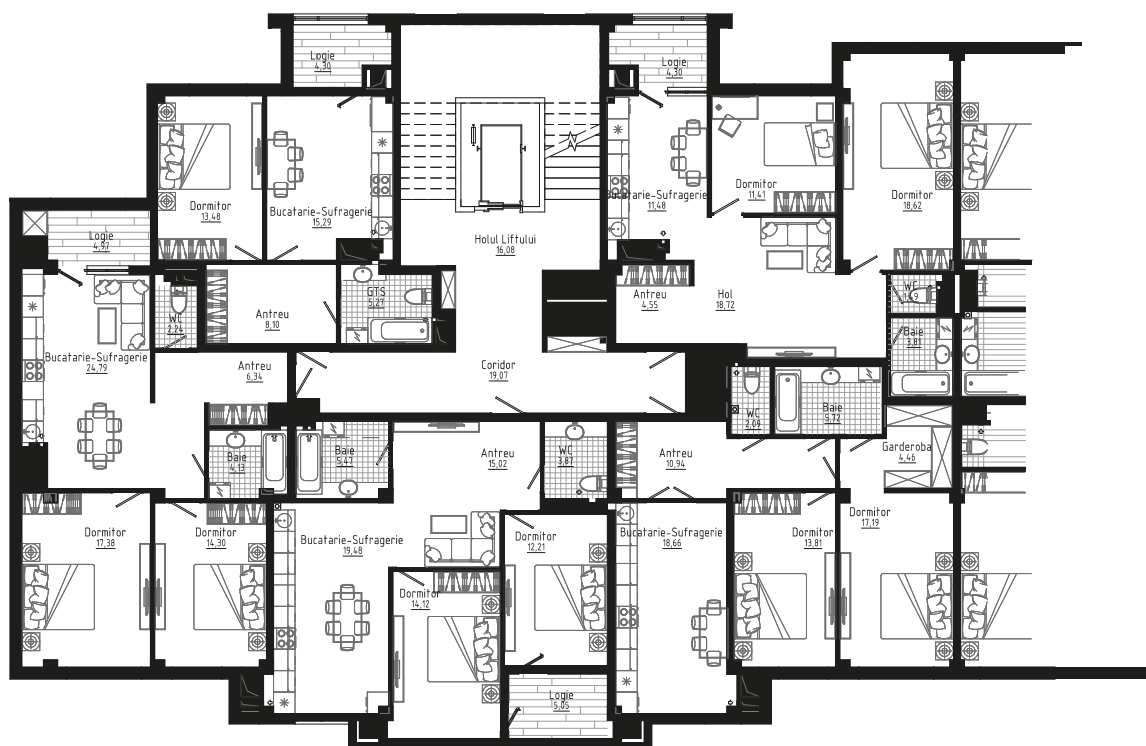 Logie
4,30
Logie
4,30
Dormitor
13,48
Bucatarie-Sufragerie
15,29
Bucatarie-Sufragerie
11,48
Dormitor
11,41
Dormitor
18,62
Logie
4,97
Holul Liftului
16,08
GTS
5,27
Antreu
8,10
WC
2,24
Antreu
4,55
Hol
18,72
WC
1,49
Baie
3,81
Bucatarie-Sufragerie
24,79
Antreu
6,34
Coridor
19,07
WC
2,09
Baie
5,72
Baie
4,13
Baie
5,41
Antreu
15,02
WC
3,87
Antreu
10,94
Garderoba
4,46
Dormitor
17,38
Dormitor
14,30
Bucatarie-Sufragerie
19,48
Dormitor
12,21
Bucatarie-Sufragerie
18,66
Dormitor
13,81
Dormitor
17,19
Dormitor
14,12
Logie
5,05